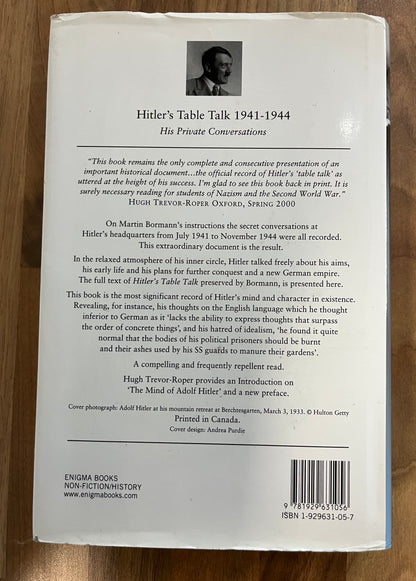 Hitler's Table Talk 1941-1944
His Private Conversations
"This book remains the only complete and consecutive presentation of an
important historical document...the official record of Hitler's 'table talk' as
uttered at the height of his success. I'm glad to see this book back in print. It is
surely necessary reading for students of Nazism and the Second World War."
HUGH TREVOR-ROPER OXFORD, SPRING 2000
On Martin Bormann's instructions the secret conversations at
Hitler's headquarters from July 1941 to November 1944 were all recorded.
This extraordinary document is the result.
In the relaxed atmosphere of his inner circle, Hitler talked freely about his aims,
his early life and his plans for further conquest and a new German empire.
The full text of Hitler's Table Talk preserved by Bormann, is presented here.
This book is the most significant record of Hitler's mind and character in existence.
Revealing, for instance, his thoughts on the English language which he thought
inferior to German as it 'lacks the ability to express thoughts that surpass
the order of concrete things', and his hatred of idealism, 'he found it quite
normal that the bodies of his political prisoners should be burnt
and their ashes used by his SS guards to manure their gardens'.
A compelling and frequently repellent read.
Hugh Trevor-Roper provides an Introduction on
'The Mind of Adolf Hitler' and a new preface.
Cover photograph: Adolf Hitler at his mountain retreat at Berchtesgarten, March 3, 1933. © Hulton Getty
Printed in Canada.
Cover design: Andrea Purdie
ENIGMA BOOKS
NON-FICTION/HISTORY
www.enigmabooks.com
9 781929 631056
ISBN 1-929631-05-7